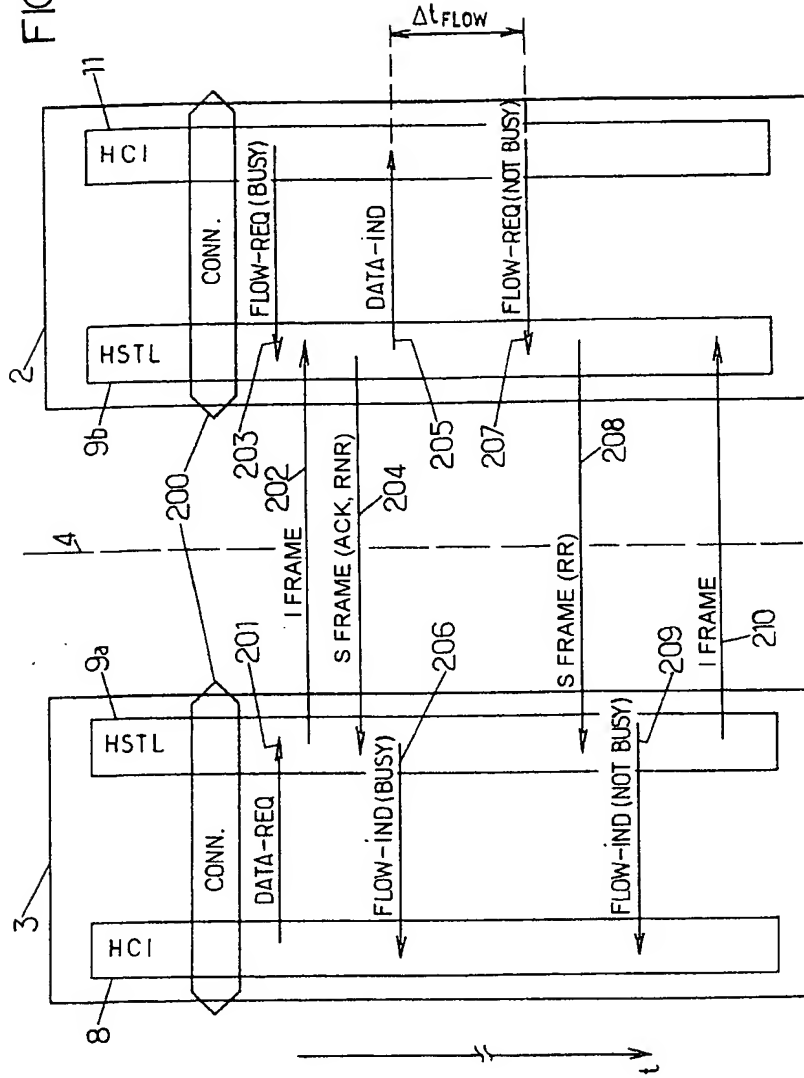 FIG
Δt FLOW
11
2
9b
200
4
9a
3
8
HCI
CONN.
HSTL
HSTL
CONN.
HCI
DATA-REQ
201
I FRAME
202
203
FLOW-REQ (BUSY)
S FRAME (ACK, RNR)
204
DATA-IND
205
FLOW-IND (BUSY)
206
FLOW-REQ (NOT BUSY)
207
S FRAME (RR)
208
FLOW-IND (NOT BUSY)
209
I FRAME
210
t